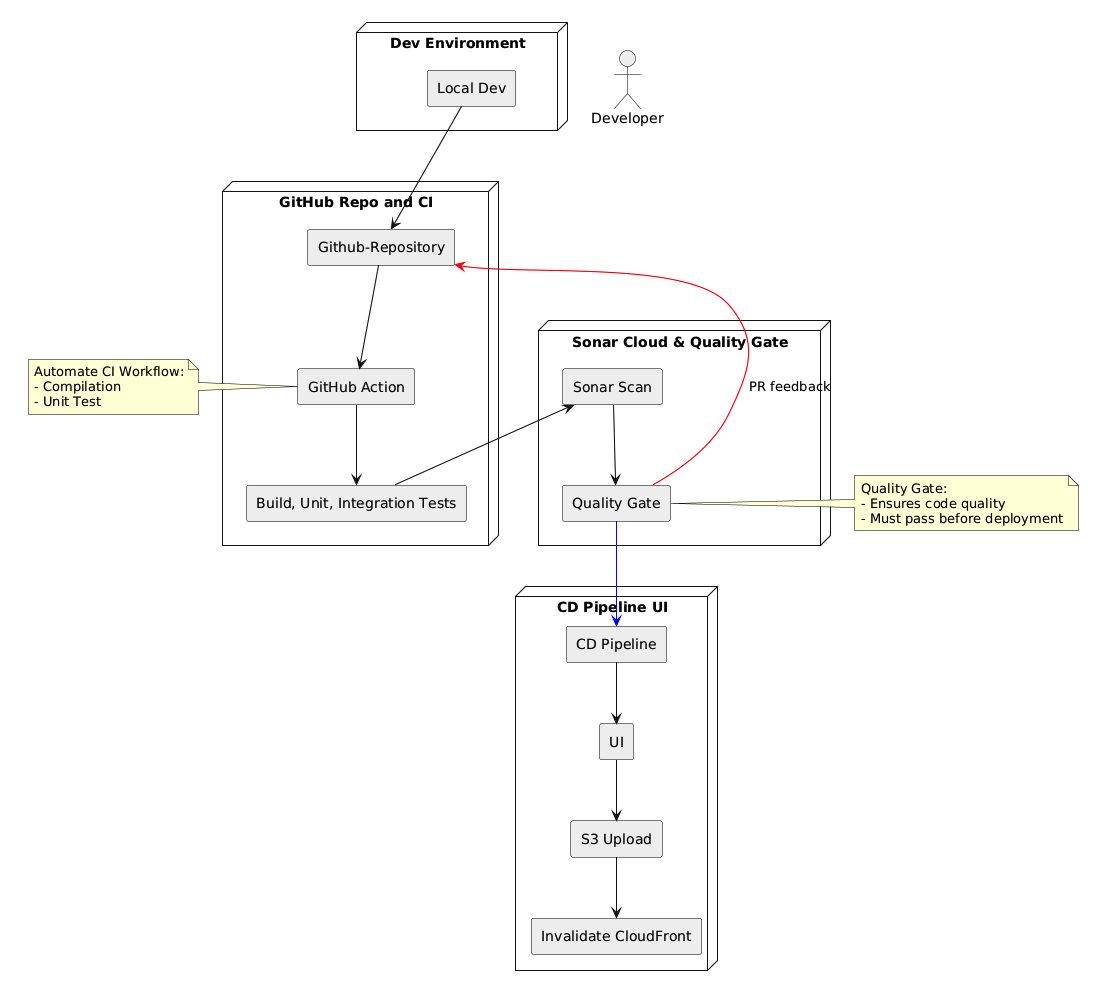 Dev Environment
Local Dev
Developer
GitHub Repo and CI
Github-Repository
Sonar Cloud & Quality Gate
Automate CI Workflow:
- Compilation
- Unit Test
GitHub Action
Sonar Scan
PR feedback
Build, Unit, Integration Tests
Quality Gate
Quality Gate:
- Ensures code quality
- Must pass before deployment
CD Pipeline UI
CD Pipeline
UI
S3 Upload
Invalidate CloudFront